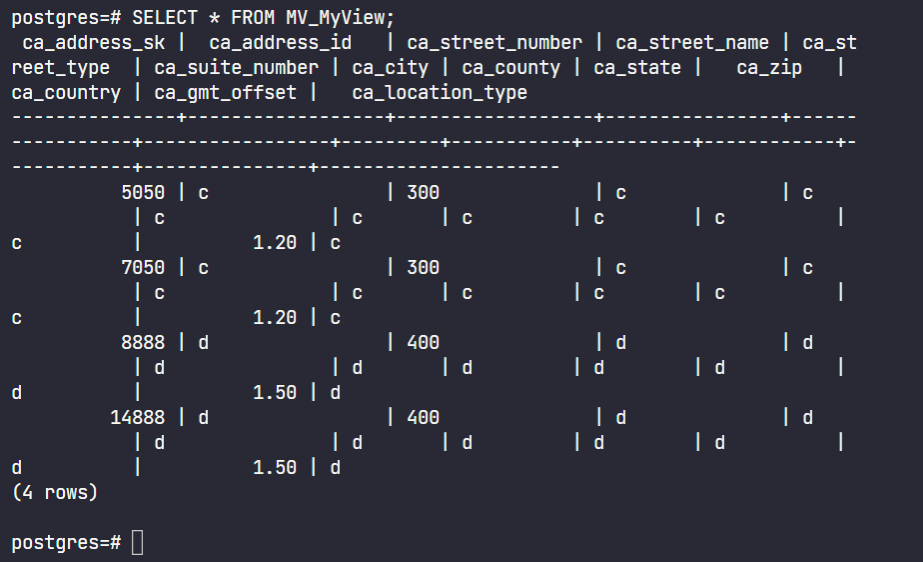 postgres=# SELECT * FROM MV_MyView;
 ca_address_sk |  ca_address_id   | ca_street_number | ca_street_name | ca_st
reet_type  | ca_suite_number | ca_city | ca_county | ca_state |   ca_zip   |
ca_country | ca_gmt_offset |   ca_location_type
---------------+------------------+------------------+----------------+------
-----------+-----------------+---------+-----------+----------+------------+-
-----------+---------------+----------------------
          5050 | c                | 300              | c              | c
           | c               | c       | c         | c        | c          |
c          |          1.20 | c
          7050 | c                | 300              | c              | c
           | c               | c       | c         | c        | c          |
c          |          1.20 | c
          8888 | d                | 400              | d              | d
           | d               | d       | d         | d        | d          |
d          |          1.50 | d
         14888 | d                | 400              | d              | d
           | d               | d       | d         | d        | d          |
d          |          1.50 | d
(4 rows)

postgres=#